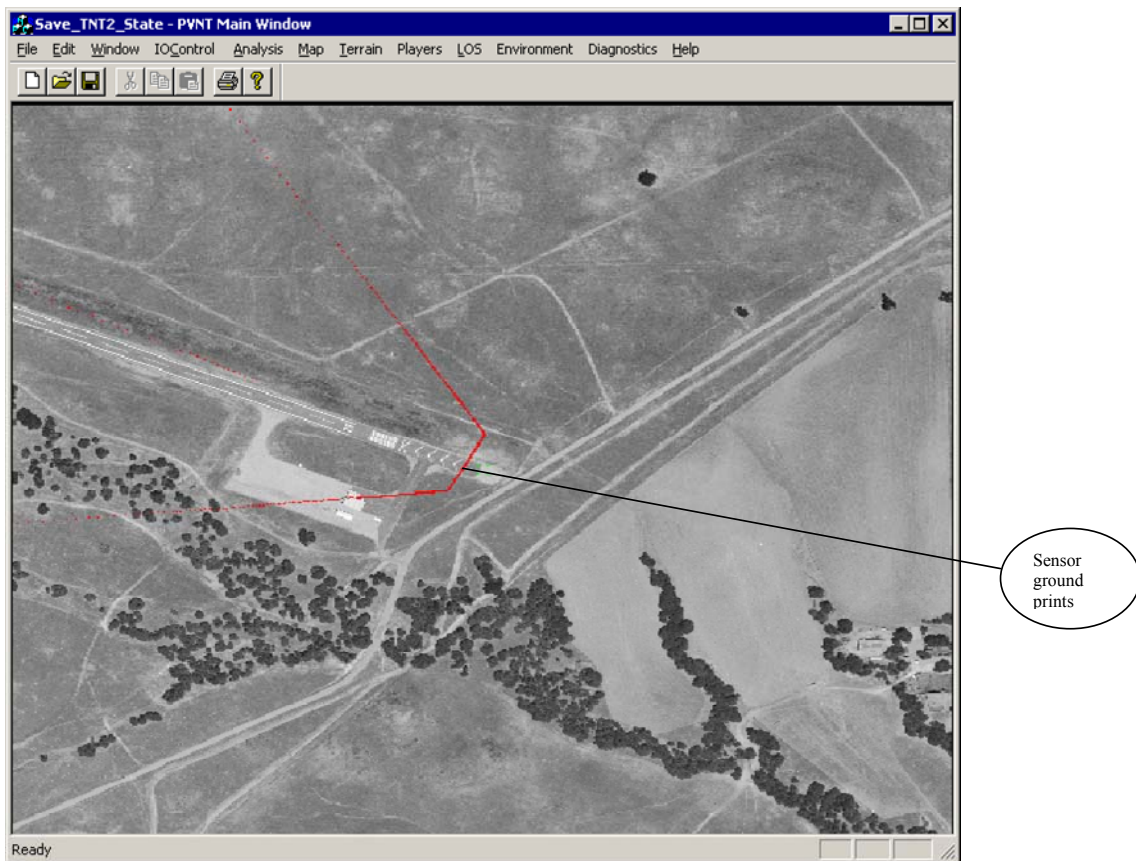 Save_TNT2_State - PVNT Main Window
File Edit Window IOControl Analysis Map Terrain Players LOS Environment Diagnostics Help
Sensor
ground
prints
Ready